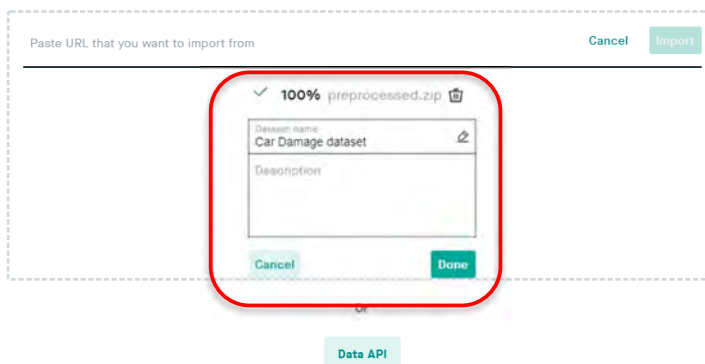 Paste URL that you want to import from
Cancel
Import
100% preprocessed.zip
Dataset name
Car Damage dataset
Description
Cancel
Done
or
Data API